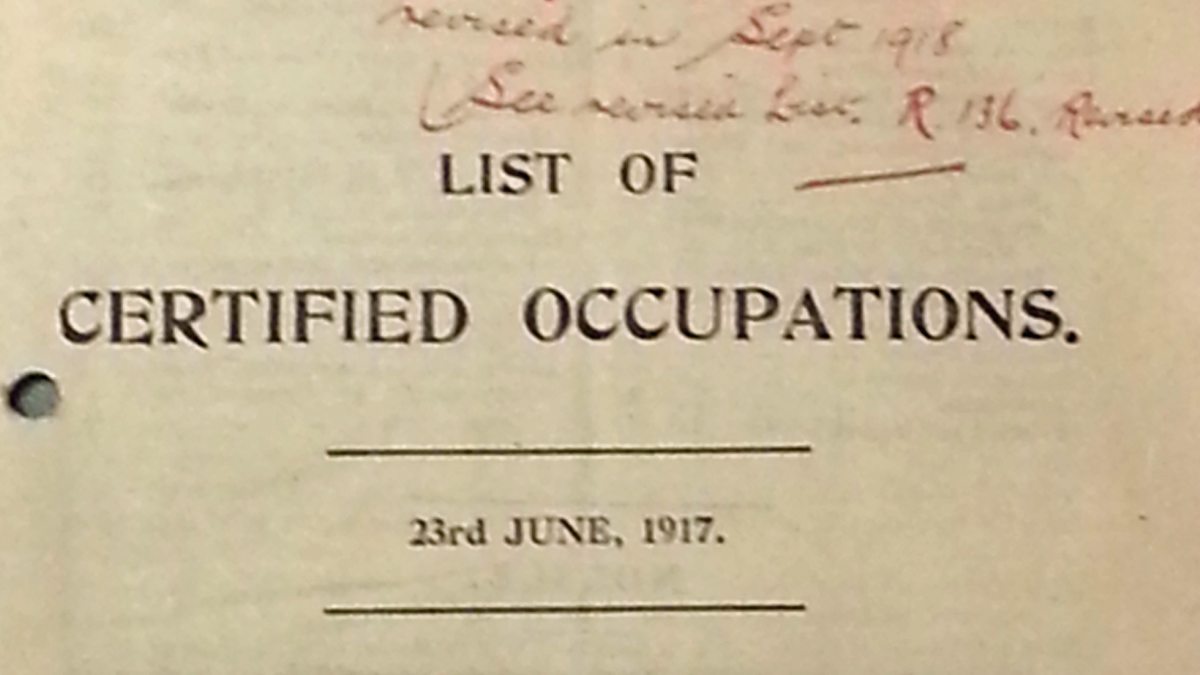 revised in Sept 1918
(See revised List. R. 136. Revised
LIST OF
CERTIFIED OCCUPATIONS.
23rd JUNE, 1917.